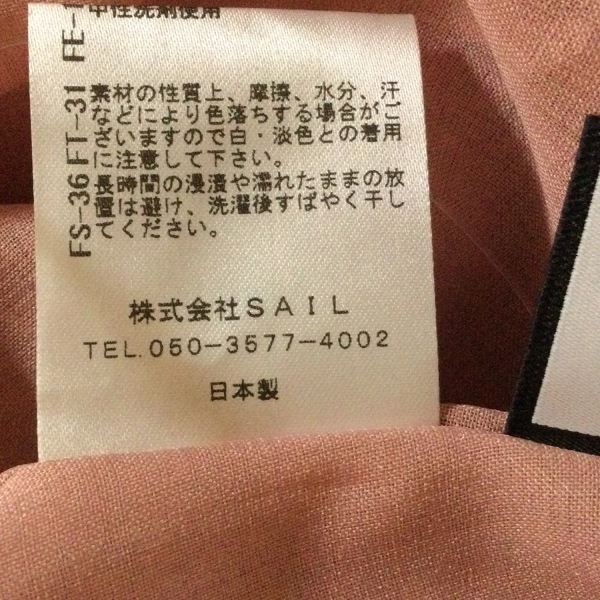 FE-1 中性洗剤使用
FT-31 素材の性質上、摩擦、水分、汗
などにより色落ちする場合がご
ざいますので白・淡色との着用
に注意して下さい。
FS-36 長時間の浸漬や濡れたままの放
置は避け、洗濯後すばやく干し
てください。
株式会社SAIL
TEL.050-3577-4002
日本製